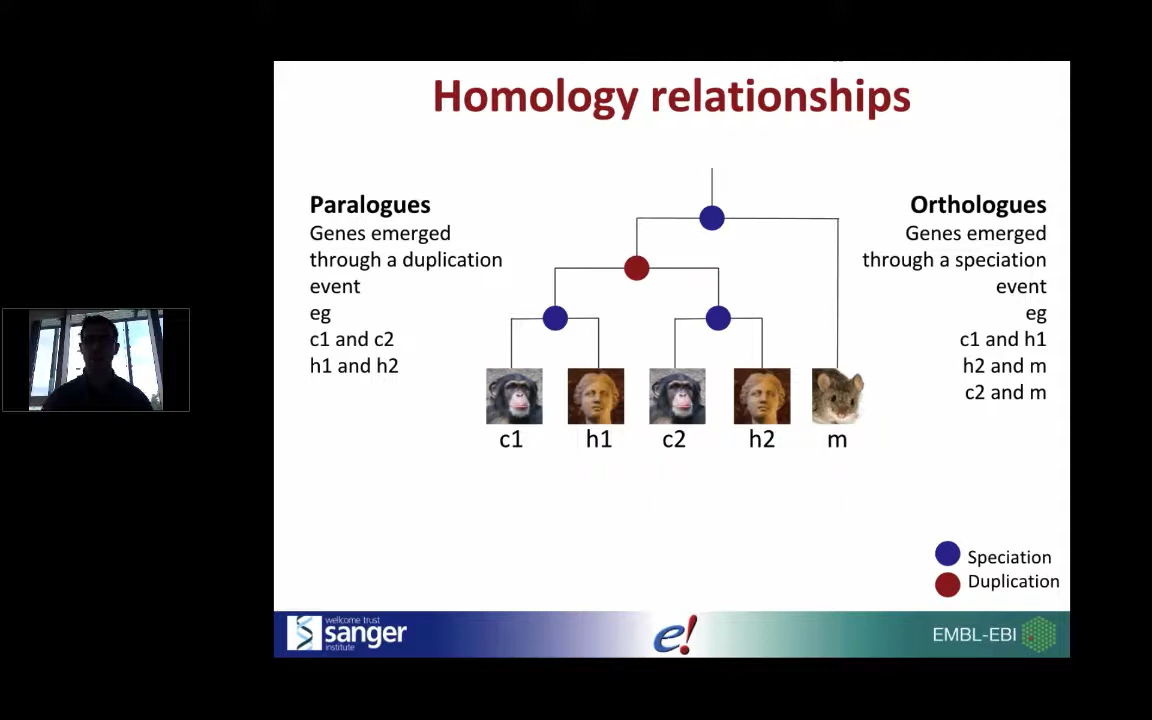 Homology relationships
Paralogues
Genes emerged
through a duplication
event
eg
c1 and c2
h1 and h2
Orthologues
Genes emerged
through a speciation
event
eg
c1 and h1
h2 and m
c2 and m
c1 h1 c2 h2 m
Speciation
Duplication
wellcome trust
sanger
institute
e!
EMBL-EBI